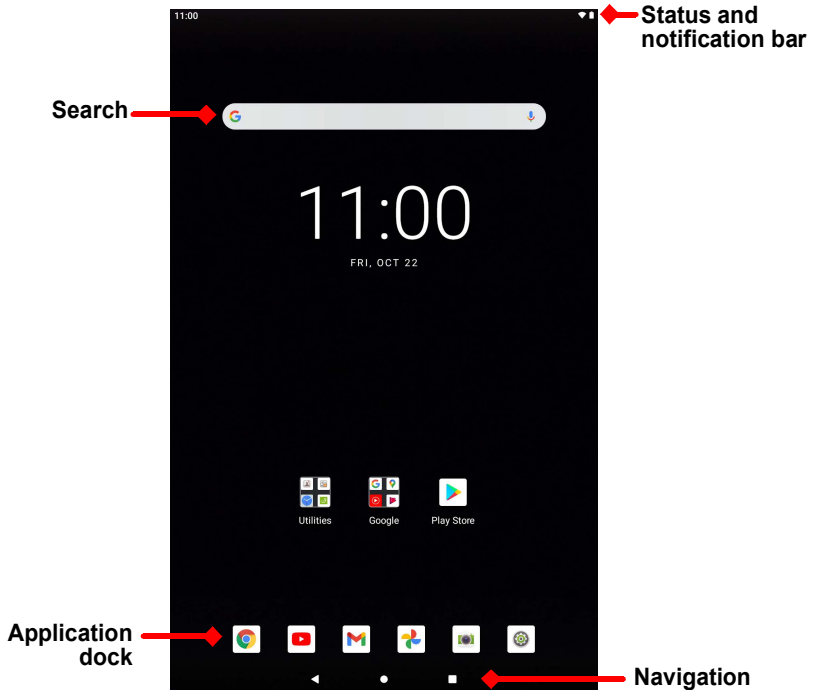 11:00
Status and
notification bar
Search
11:00
FRI, OCT 22
Utilities
Google
Play Store
Application
dock
Navigation